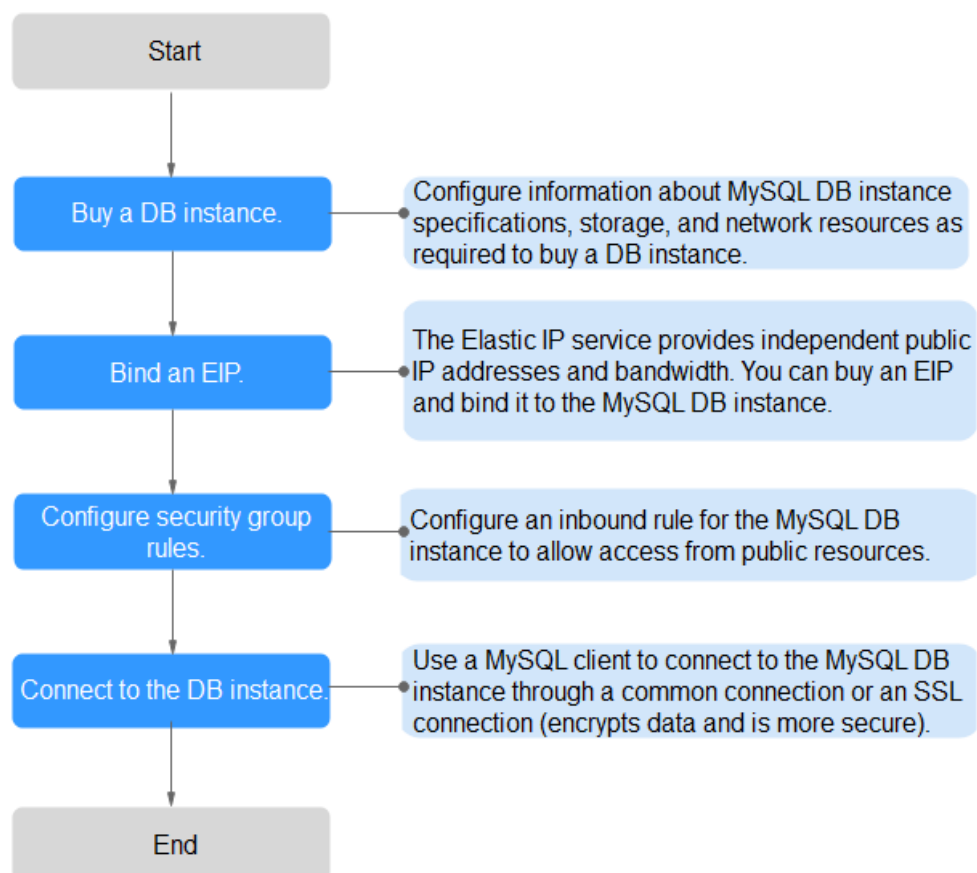 Start
Buy a DB instance.
Configure information about MySQL DB instance
specifications, storage, and network resources as
required to buy a DB instance.
Bind an EIP.
The Elastic IP service provides independent public
IP addresses and bandwidth. You can buy an EIP
and bind it to the MySQL DB instance.
Configure security group
rules.
Configure an inbound rule for the MySQL DB
instance to allow access from public resources.
Connect to the DB instance.
Use a MySQL client to connect to the MySQL DB
instance through a common connection or an SSL
connection (encrypts data and is more secure).
End